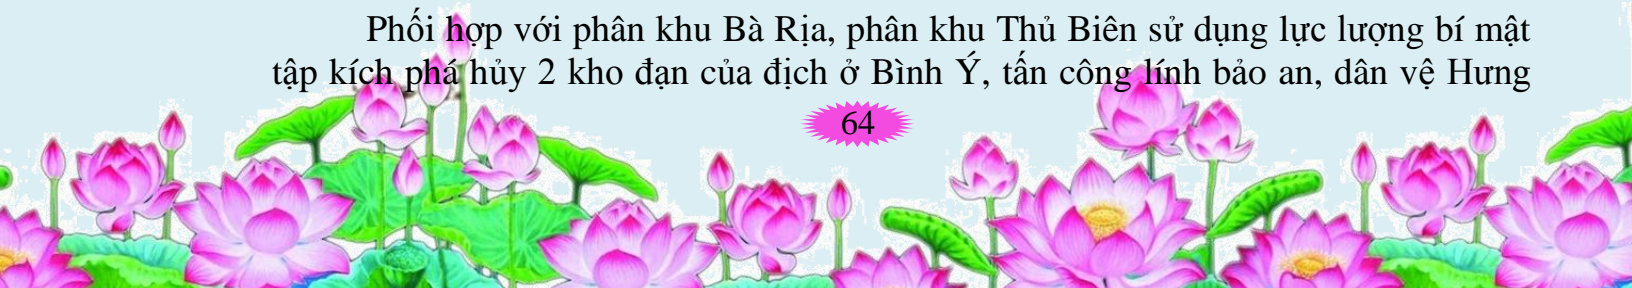 Phối hợp với phân khu Bà Rịa, phân khu Thủ Biên sử dụng lực lượng bí mật
tập kích phá hủy 2 kho đạn của địch ở Bình Ý, tấn công lính bảo an, dân vệ Hưng
64